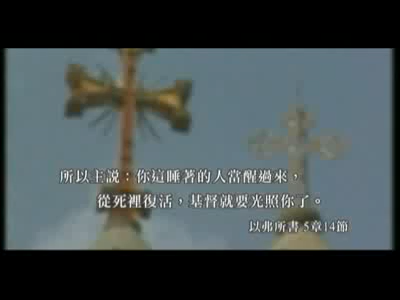 所以主説：你這睡著的人當醒過來，
從死裡復活，基督就要光照你了。
以弗所書 5章14節